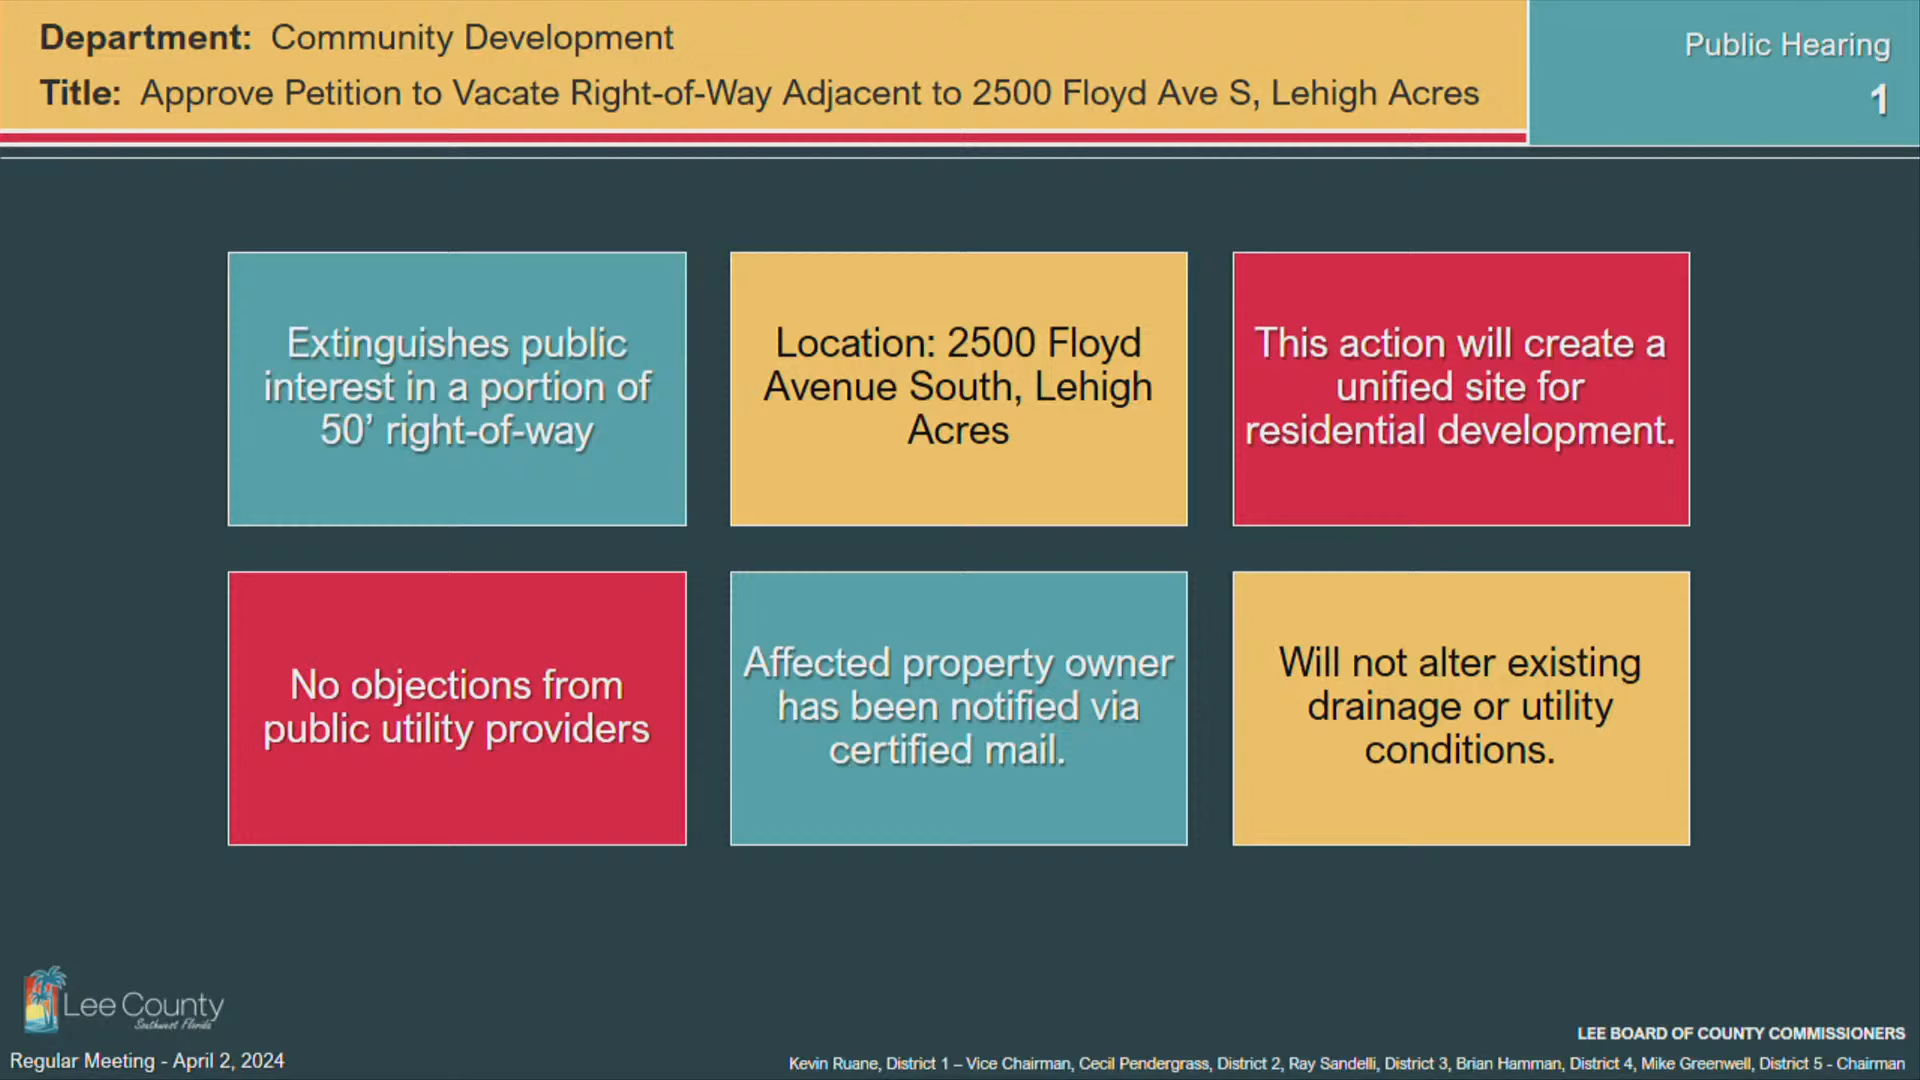 Department: Community Development
Title: Approve Petition to Vacate Right-of-Way Adjacent to 2500 Floyd Ave S, Lehigh Acres
Public Hearing
1
Extinguishes public
interest in a portion of
50’ right-of-way
Location: 2500 Floyd
Avenue South, Lehigh
Acres
This action will create a
unified site for
residential development.
No objections from
public utility providers
Affected property owner
has been notified via
certified mail.
Will not alter existing
drainage or utility
conditions.
Lee County
Southwest Florida
Regular Meeting - April 2, 2024
LEE BOARD OF COUNTY COMMISSIONERS
Kevin Ruane, District 1 – Vice Chairman, Cecil Pendergrass, District 2, Ray Sandelli, District 3, Brian Hamman, District 4, Mike Greenwell, District 5 - Chairman